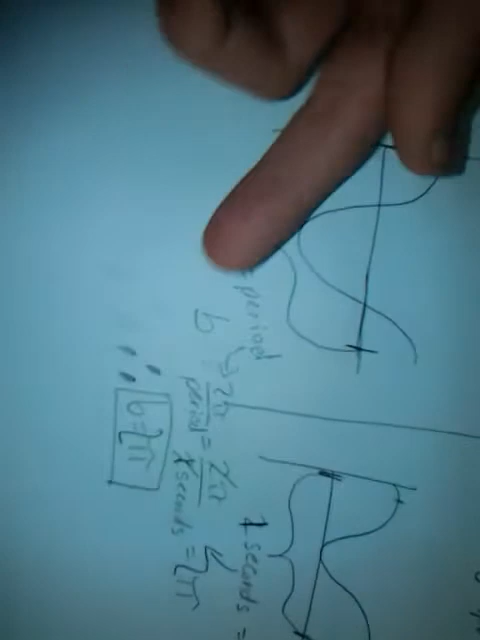 = period
b
↳ 2π/period = 2π/1 seconds = 2π
∴ b=2π
1 seconds =